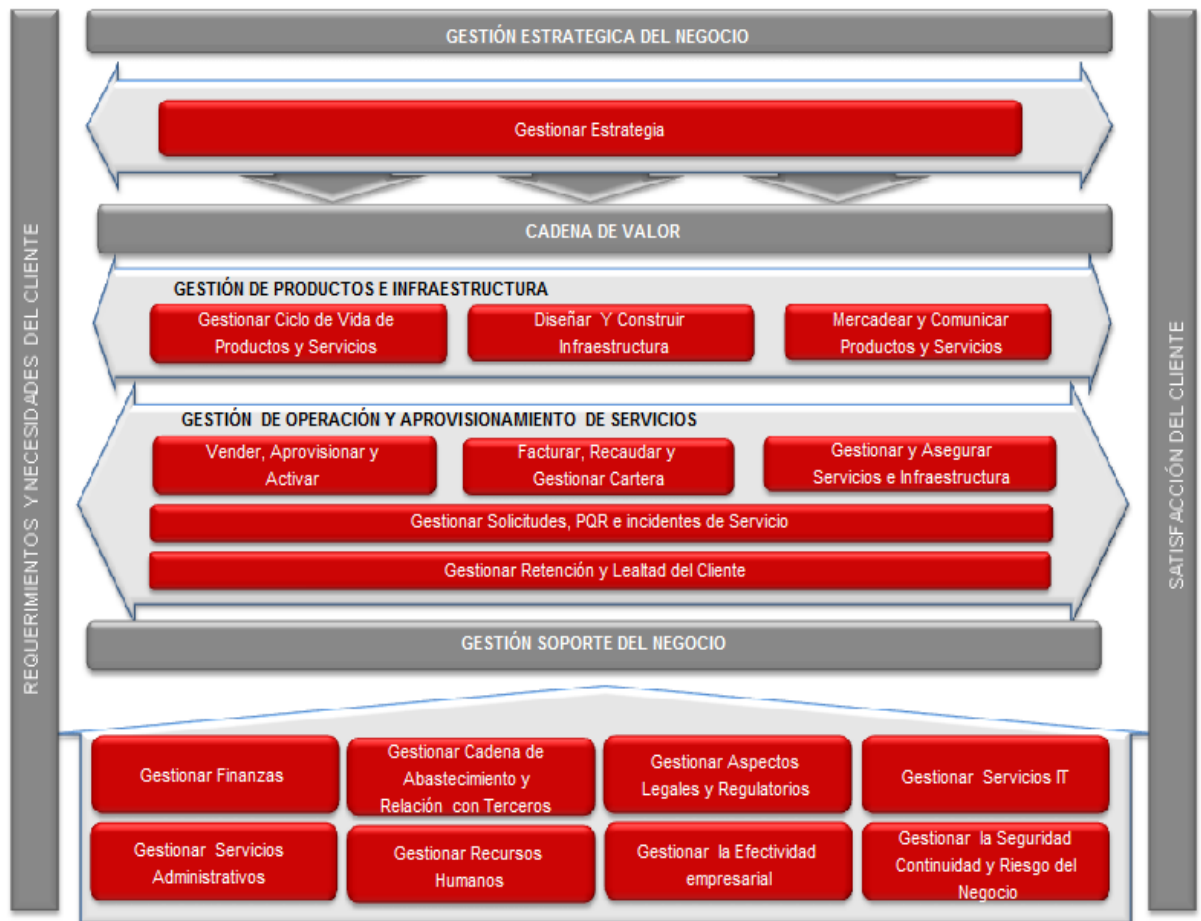 GESTIÓN ESTRATEGICA DEL NEGOCIO
Gestionar Estrategia
REQUERIMIENTOS Y NECESIDADES DEL CLIENTE
SATISFACCIÓN DEL CLIENTE
CADENA DE VALOR
GESTIÓN DE PRODUCTOS E INFRAESTRUCTURA
Gestionar Ciclo de Vida de
Productos y Servicios
Diseñar Y Construir
Infraestructura
Mercadear y Comunicar
Productos y Servicios
GESTIÓN DE OPERACIÓN Y APROVISIONAMIENTO DE SERVICIOS
Vender, Aprovisionar y
Activar
Facturar, Recaudar y
Gestionar Cartera
Gestionar y Asegurar
Servicios e Infraestructura
Gestionar Solicitudes, PQR e incidentes de Servicio
Gestionar Retención y Lealtad del Cliente
GESTIÓN SOPORTE DEL NEGOCIO
Gestionar Finanzas
Gestionar Cadena de
Abastecimiento y
Relación con Terceros
Gestionar Aspectos
Legales y Regulatorios
Gestionar Servicios IT
Gestionar Servicios
Administrativos
Gestionar Recursos
Humanos
Gestionar la Efectividad
empresarial
Gestionar la Seguridad
Continuidad y Riesgo del
Negocio